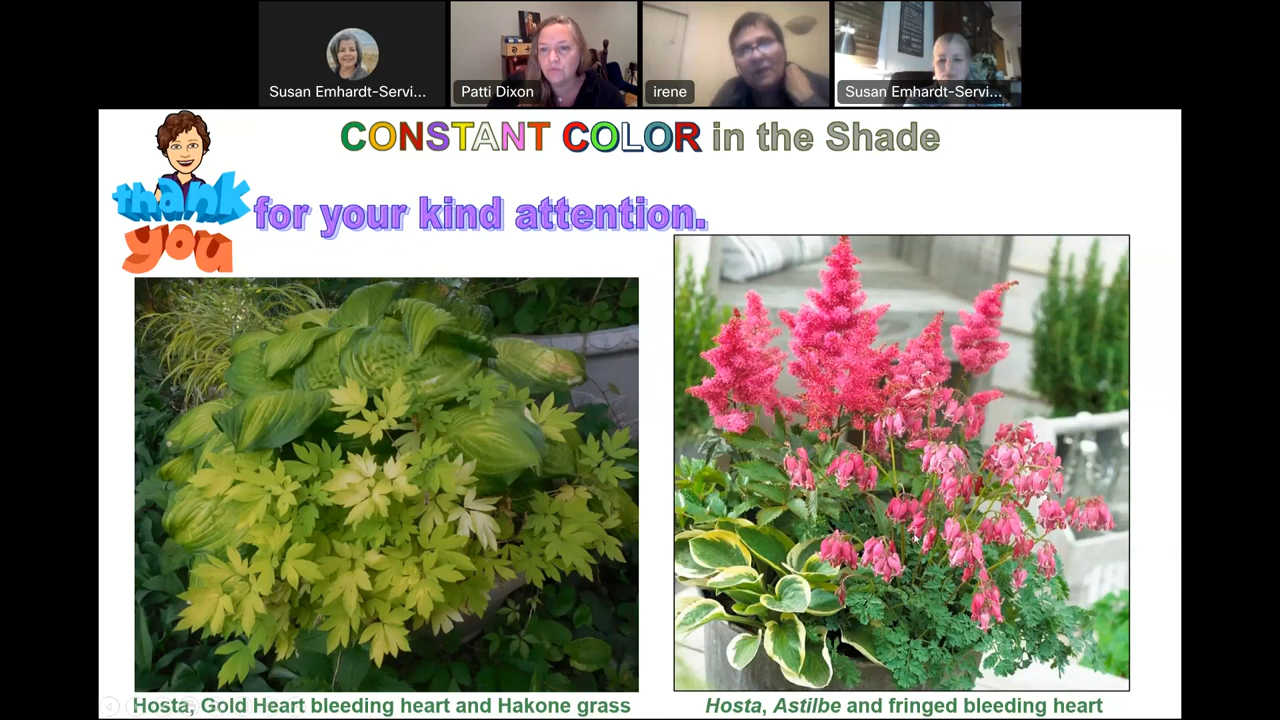 Susan Emhardt-Servi...
Patti Dixon
irene
Susan Emhardt-Servi...
CONSTANT COLOR in the Shade
thank
you
for your kind attention.
Hosta, Gold Heart bleeding heart and Hakone grass
Hosta, Astilbe and fringed bleeding heart